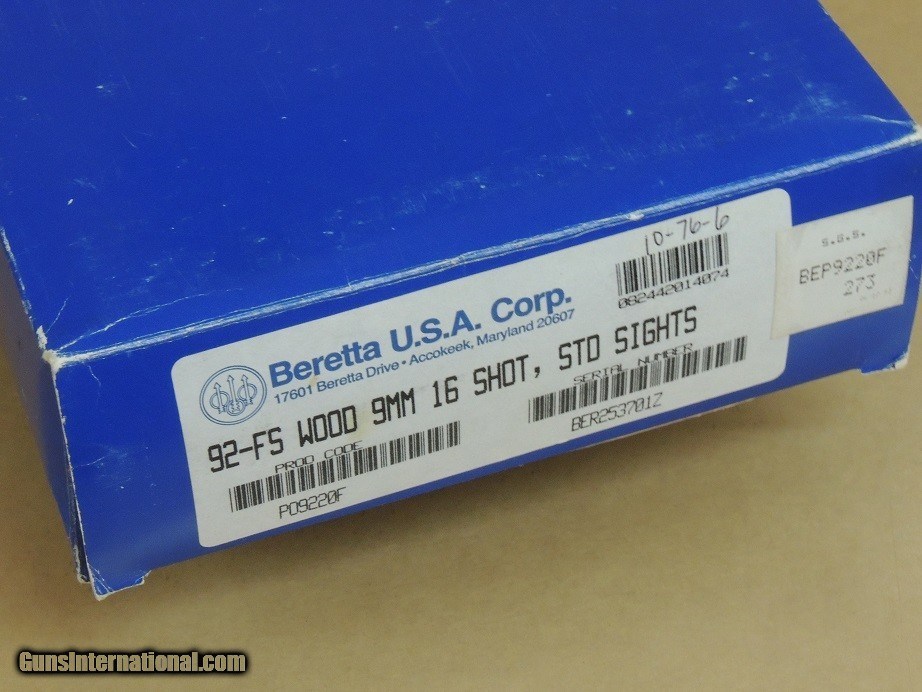 10-76-6
082442014074
Beretta U.S.A. Corp.
17601 Beretta Drive • Accokeek, Maryland 20607
92-FS WOOD 9MM 16 SHOT, STD SIGHTS
PROD CODE
PO9220F
SERIAL NUMBER
BER253701Z
S.G.S.
BEP9220F
273
GunsInternational.com